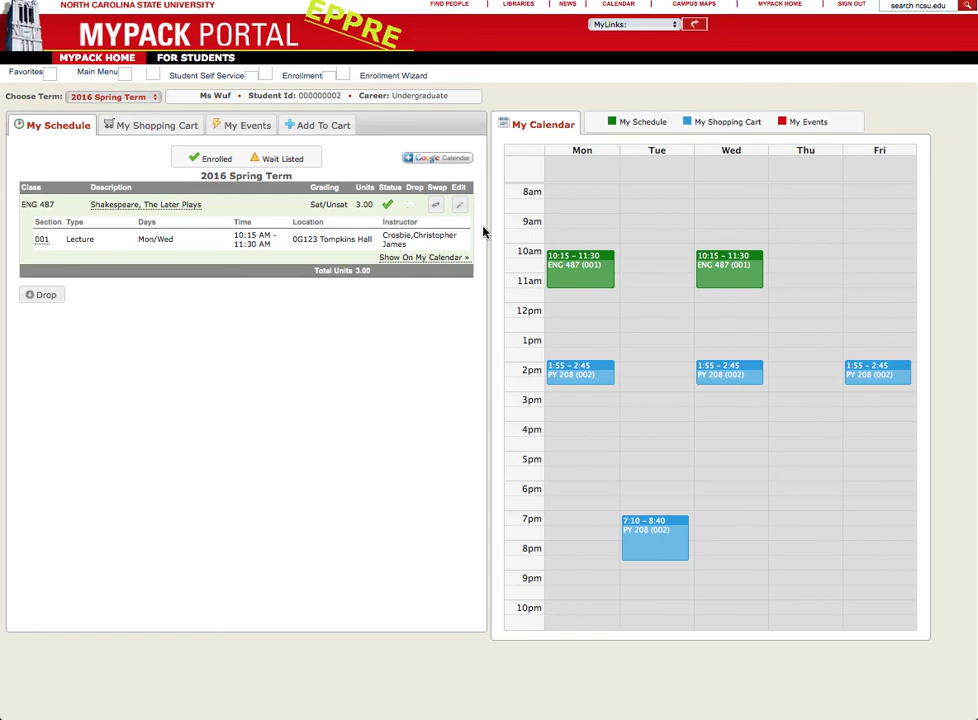 NORTH CAROLINA STATE UNIVERSITY
FIND PEOPLE LIBRARIES NEWS CALENDAR CAMPUS MAPS MYPACK HOME SIGN OUT search ncsu.edu
MYPACK PORTAL
EPPRE
MyLinks:
MYPACK HOME FOR STUDENTS
Favorites Main Menu Student Self Service Enrollment Enrollment Wizard
Choose Term: 2016 Spring Term Ms Wuf • Student Id: 000000002 • Career: Undergraduate
My Schedule My Shopping Cart My Events Add To Cart
Enrolled Wait Listed
Google Calendar
2016 Spring Term
Class Description Grading Units Status Drop Swap Edit
ENG 487 Shakespeare, The Later Plays Sat/Unsat 3.00
Section Type Days Time Location Instructor
001 Lecture Mon/Wed 10:15 AM - 0G123 Tompkins Hall Crosbie,Christopher
11:30 AM James
Show On My Calendar »
Total Units 3.00
Drop
My Calendar My Schedule My Shopping Cart My Events
Mon Tue Wed Thu Fri
8am
9am
10am
10:15 - 11:30 10:15 - 11:30
ENG 487 (001) ENG 487 (001)
11am
12pm
1pm
1:55 - 2:45 1:55 - 2:45 1:55 - 2:45
2pm
PY 208 (002) PY 208 (002) PY 208 (002)
3pm
4pm
5pm
6pm
7pm
7:10 - 8:40
PY 208 (002)
8pm
9pm
10pm